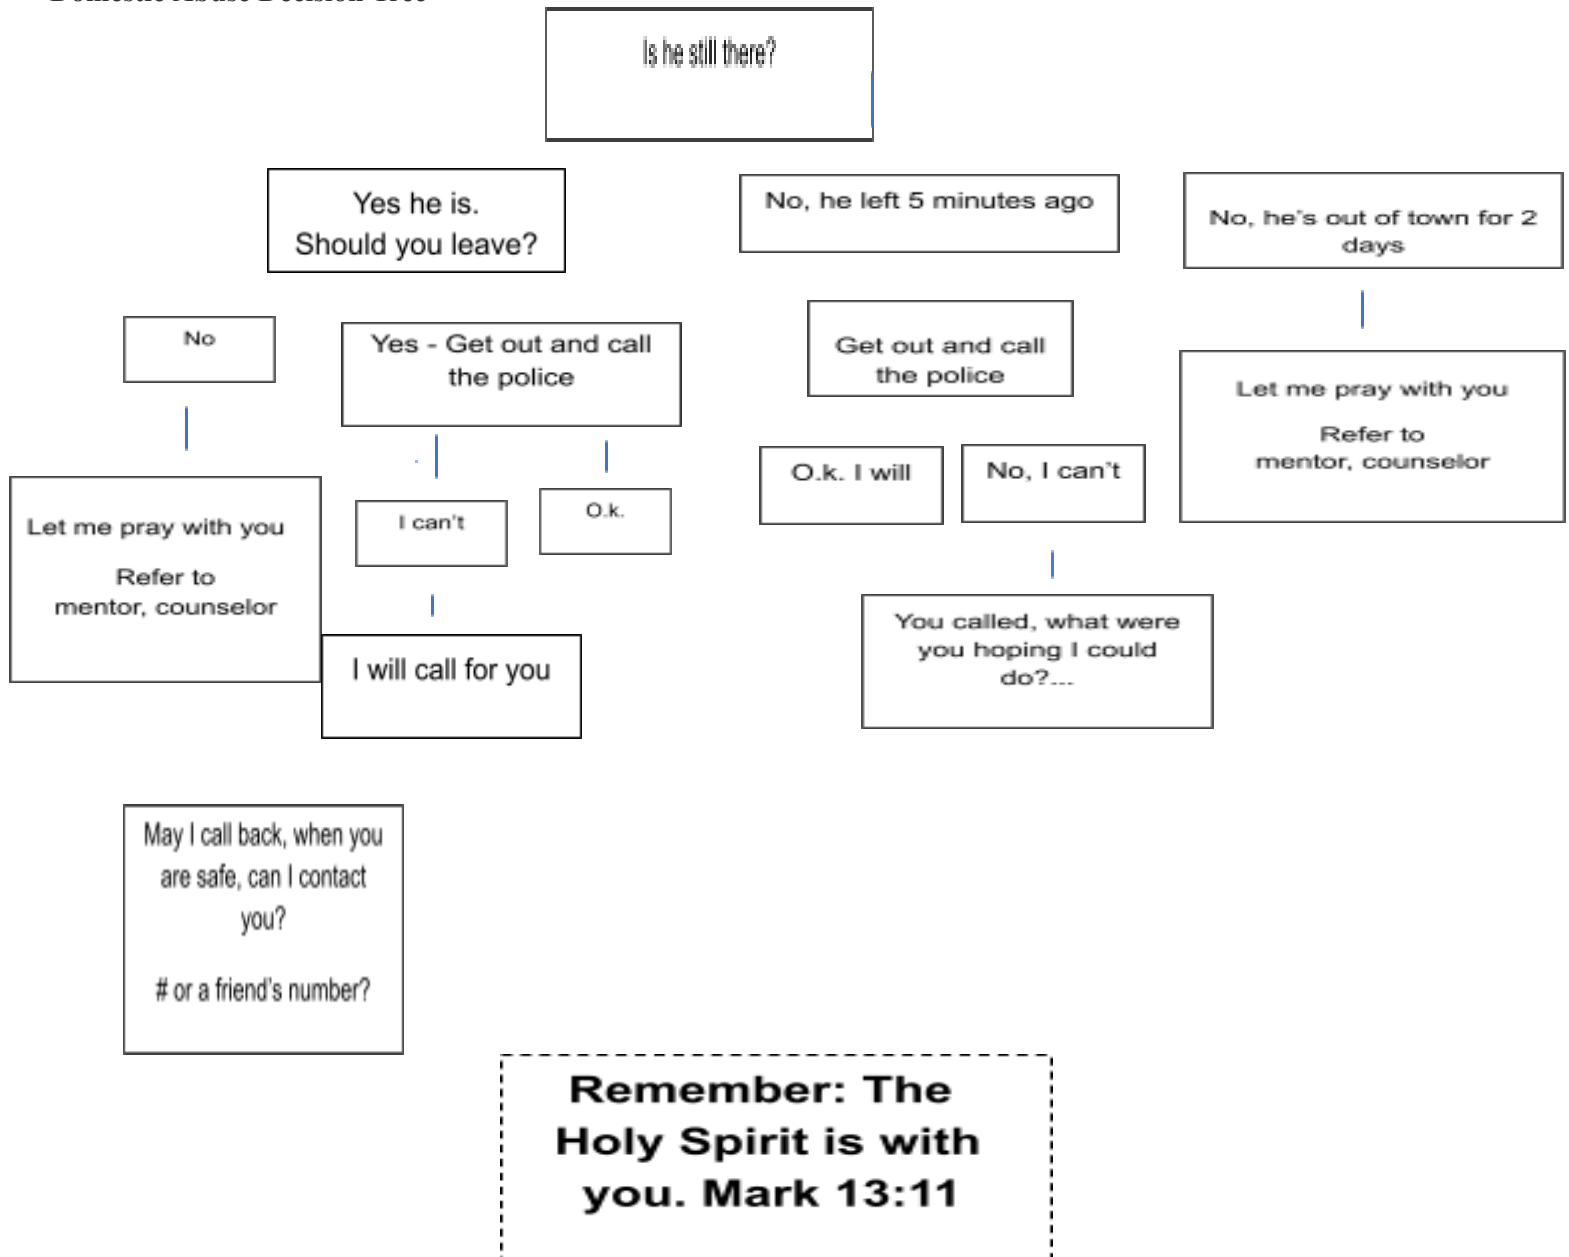 Domestic Abuse Decision Tree
Is he still there?
Yes he is.
Should you leave?
No, he left 5 minutes ago
No, he's out of town for 2
days
No
Yes - Get out and call
the police
Get out and call
the police
Let me pray with you
Refer to
mentor, counselor
O.k. I will
No, I can't
Let me pray with you
Refer to
mentor, counselor
I can't
O.k.
I will call for you
You called, what were
you hoping I could
do?...
May I call back, when you
are safe, can I contact
you?
# or a friend's number?
Remember: The
Holy Spirit is with
you. Mark 13:11